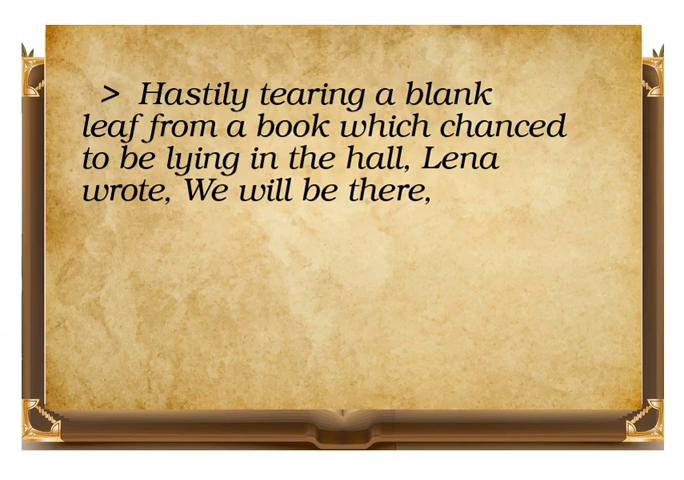 > Hastily tearing a blank
leaf from a book which chanced
to be lying in the hall, Lena
wrote, We will be there,